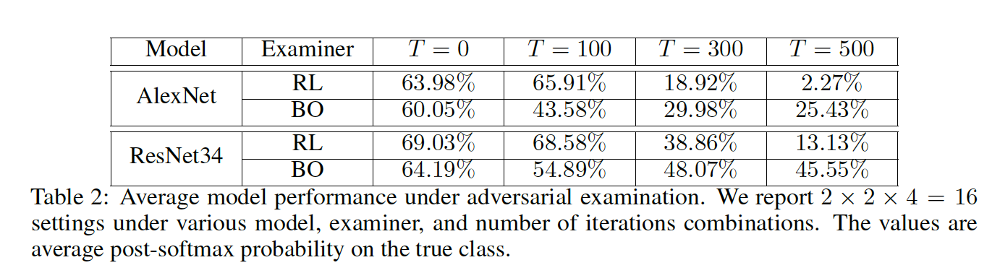 Model Examiner T = 0 T = 100 T = 300 T = 500
AlexNet RL 63.98% 65.91% 18.92% 2.27%
BO 60.05% 43.58% 29.98% 25.43%
ResNet34 RL 69.03% 68.58% 38.86% 13.13%
BO 64.19% 54.89% 48.07% 45.55%
Table 2: Average model performance under adversarial examination. We report 2 × 2 × 4 = 16
settings under various model, examiner, and number of iterations combinations. The values are
average post-softmax probability on the true class.